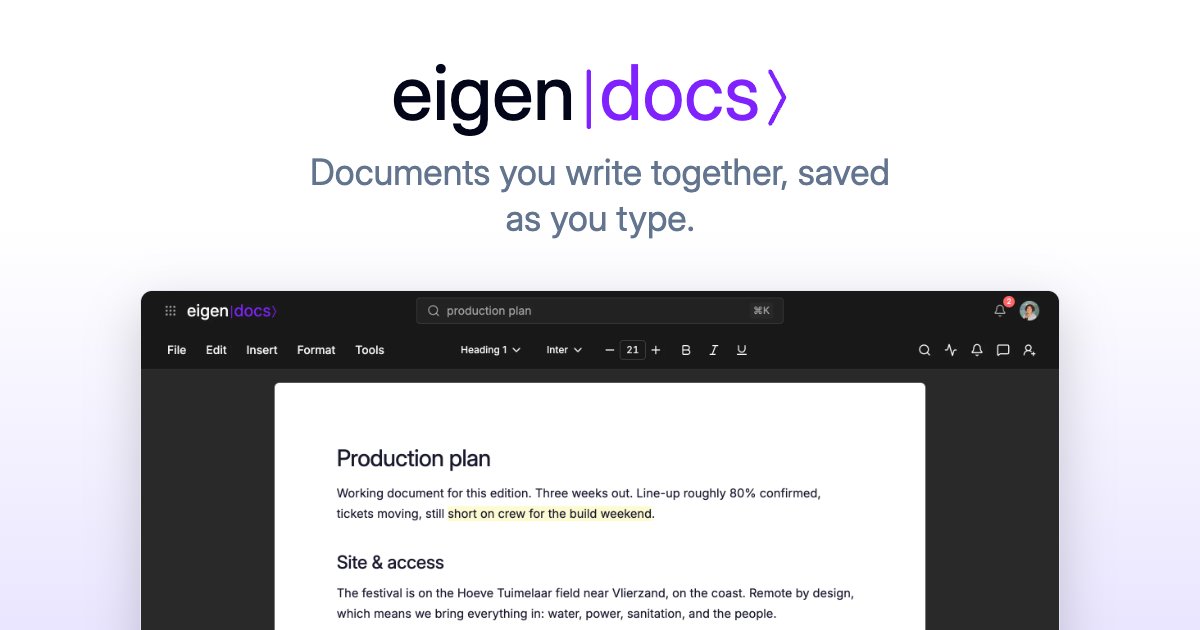 eigen|docs⟩
Documents you write together, saved
as you type.
eigen|docs⟩
production plan
⌘K
2
File Edit Insert Format Tools
Heading 1
Inter
21
B I U
Production plan
Working document for this edition. Three weeks out. Line-up roughly 80% confirmed,
tickets moving, still short on crew for the build weekend.
Site & access
The festival is on the Hoeve Tuimelaar field near Vlierzand, on the coast. Remote by design,
which means we bring everything in: water, power, sanitation, and the people.